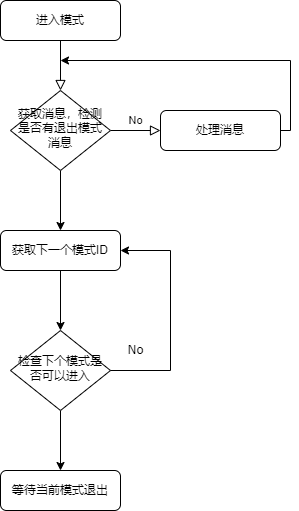 进入模式
获取消息，检测
是否有退出模式
消息
No
处理消息
获取下一个模式ID
检查下个模式是
否可以进入
No
等待当前模式退出